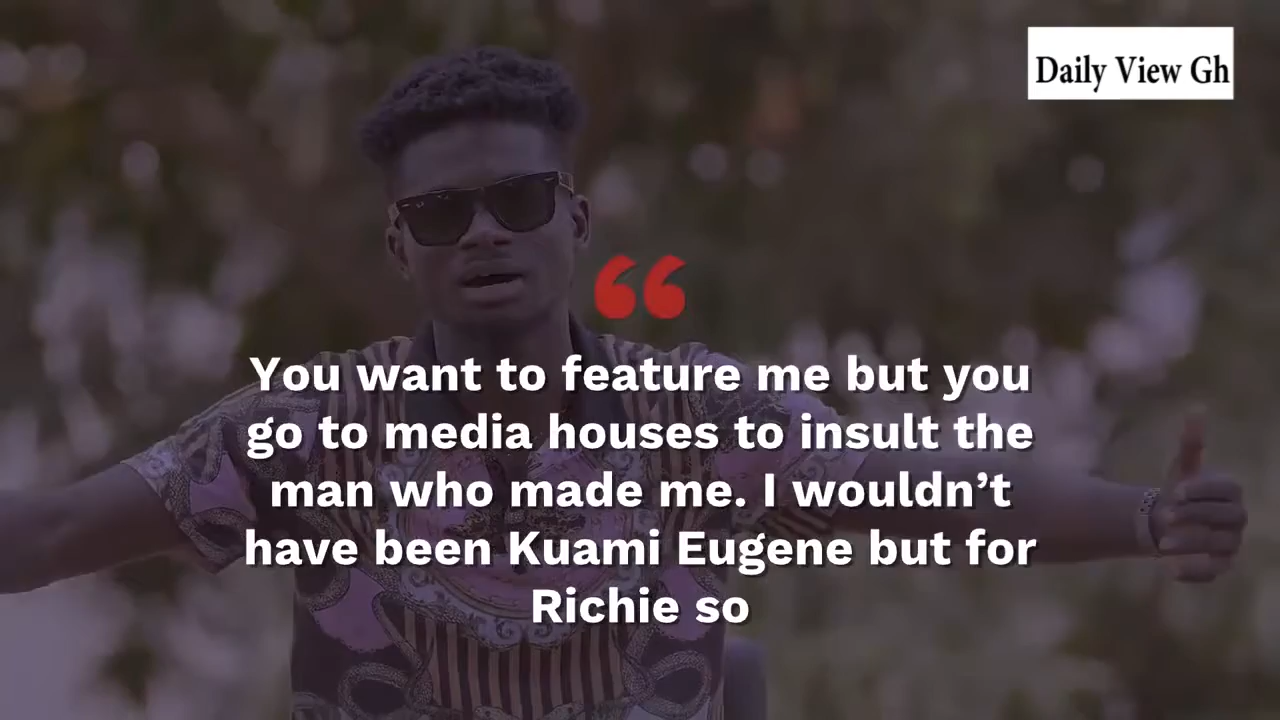 Daily View Gh
“
You want to feature me but you
go to media houses to insult the
man who made me. I wouldn’t
have been Kuami Eugene but for
Richie so